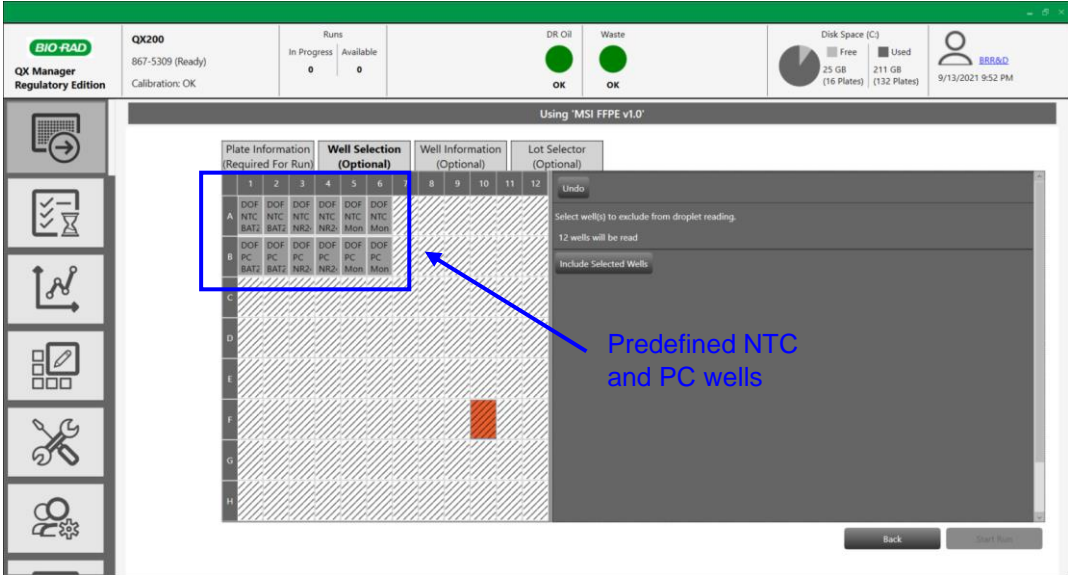 BIO-RAD
QX Manager
Regulatory Edition
QX200
867-5309 (Ready)
Calibration: OK
Runs
In Progress Available
0 0
DR Oil
OK
Waste
OK
Disk Space (C:)
Free Used
25 GB 211 GB
(16 Plates) (132 Plates)
BRR&D
9/13/2021 9:52 PM
Using 'MSI FFPE v1.0'
Plate Information Well Selection Well Information Lot Selector
(Required For Run) (Optional) (Optional) (Optional)
1 2 3 4 5 6 7 8 9 10 11 12
DOF DOF DOF DOF DOF DOF
A NTC NTC NTC NTC NTC NTC
BAT2 BAT2 NR2- NR2- Mon Mon
DOF DOF DOF DOF DOF DOF
B PC PC PC PC PC PC
BAT2 BAT2 NR2- NR2- Mon Mon
C
D
E
F
G
H
Undo
Select well(s) to exclude from droplet reading.
12 wells will be read
Include Selected Wells
Predefined NTC
and PC wells
Back
Start Run